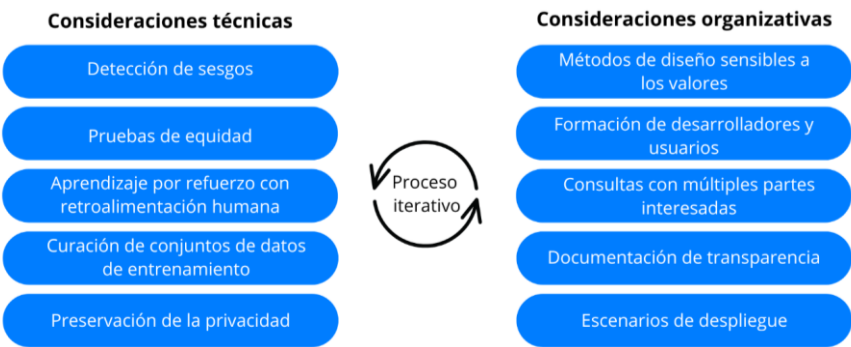 Consideraciones técnicas
Detección de sesgos
Pruebas de equidad
Aprendizaje por refuerzo con
retroalimentación humana
Curación de conjuntos de datos
de entrenamiento
Preservación de la privacidad
Proceso
iterativo
Consideraciones organizativas
Métodos de diseño sensibles a
los valores
Formación de desarrolladores y
usuarios
Consultas con múltiples partes
interesadas
Documentación de transparencia
Escenarios de despliegue